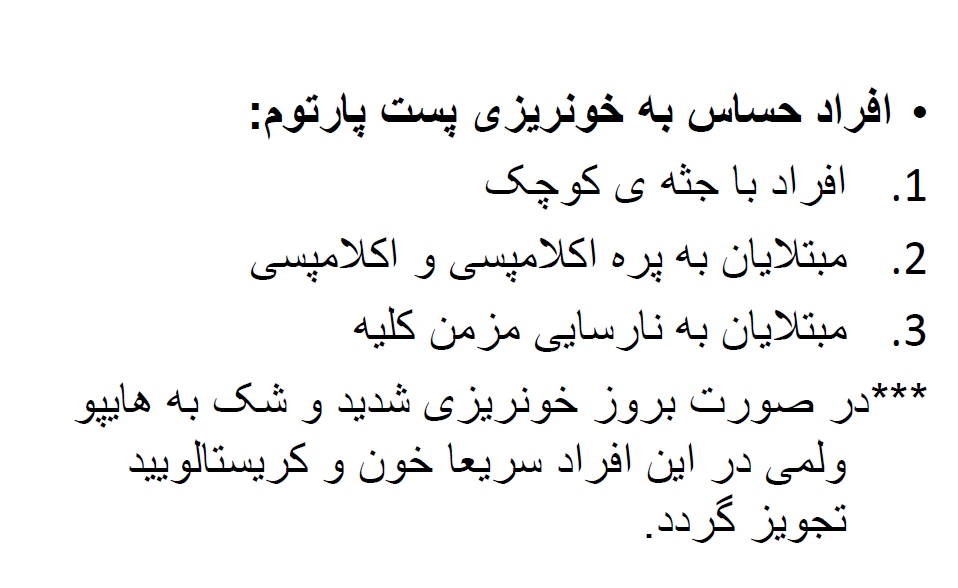 • افراد حساس به خونریزی پست پارتوم:
1. افراد با جثه ی کوچک
2. مبتلایان به پره اکلامپسی و اکلامپسی
3. مبتلایان به نارسایی مزمن کلیه
***در صورت بروز خونریزی شدید و شک به هایپو
ولمی در این افراد سریعا خون و کریستالویید
تجویز گردد.